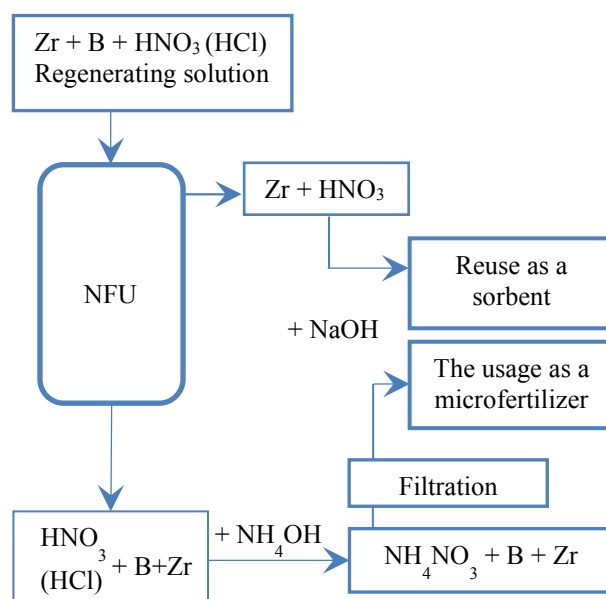 Zr + B + HNO₃ (HCl)
Regenerating solution
Zr + HNO₃
NFU
Reuse as a
sorbent
+ NaOH
The usage as a
microfertilizer
Filtration
HNO₃
(HCl) + B+Zr
+ NH₄OH
NH₄NO₃ + B + Zr